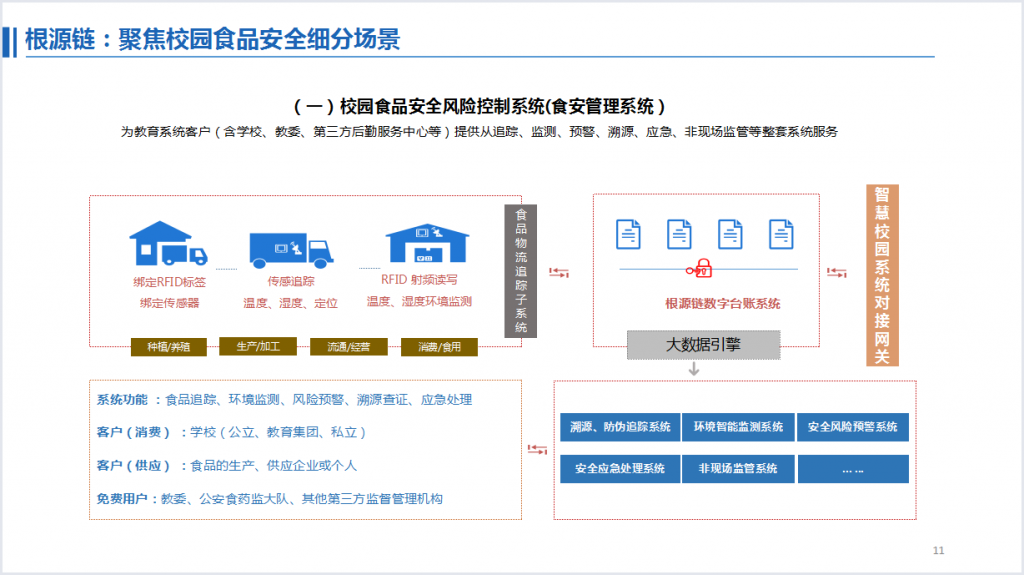 根源链：聚焦校园食品安全细分场景
（一）校园食品安全风险控制系统(食安管理系统）
为教育系统客户（含学校、教委、第三方后勤服务中心等）提供从追踪、监测、预警、溯源、应急、非现场监管等整套系统服务
绑定RFID标签
绑定传感器
传感追踪
温度、湿度、定位
RFID 射频读写
温度、湿度环境监测
种植/养殖
生产/加工
流通/经营
消费/食用
食品物流追踪子系统
根源链数字台账系统
大数据引擎
智慧校园系统对接网关
系统功能 ：食品追踪、环境监测、风险预警、溯源查证、应急处理
客户（消费） ：学校（公立、教育集团、私立）
客户（供应） ：食品的生产、供应企业或个人
免费用户：教委、公安食药监大队、其他第三方监督管理机构
溯源、防伪追踪系统
环境智能监测系统
安全风险预警系统
安全应急处理系统
非现场监管系统
... ...
11